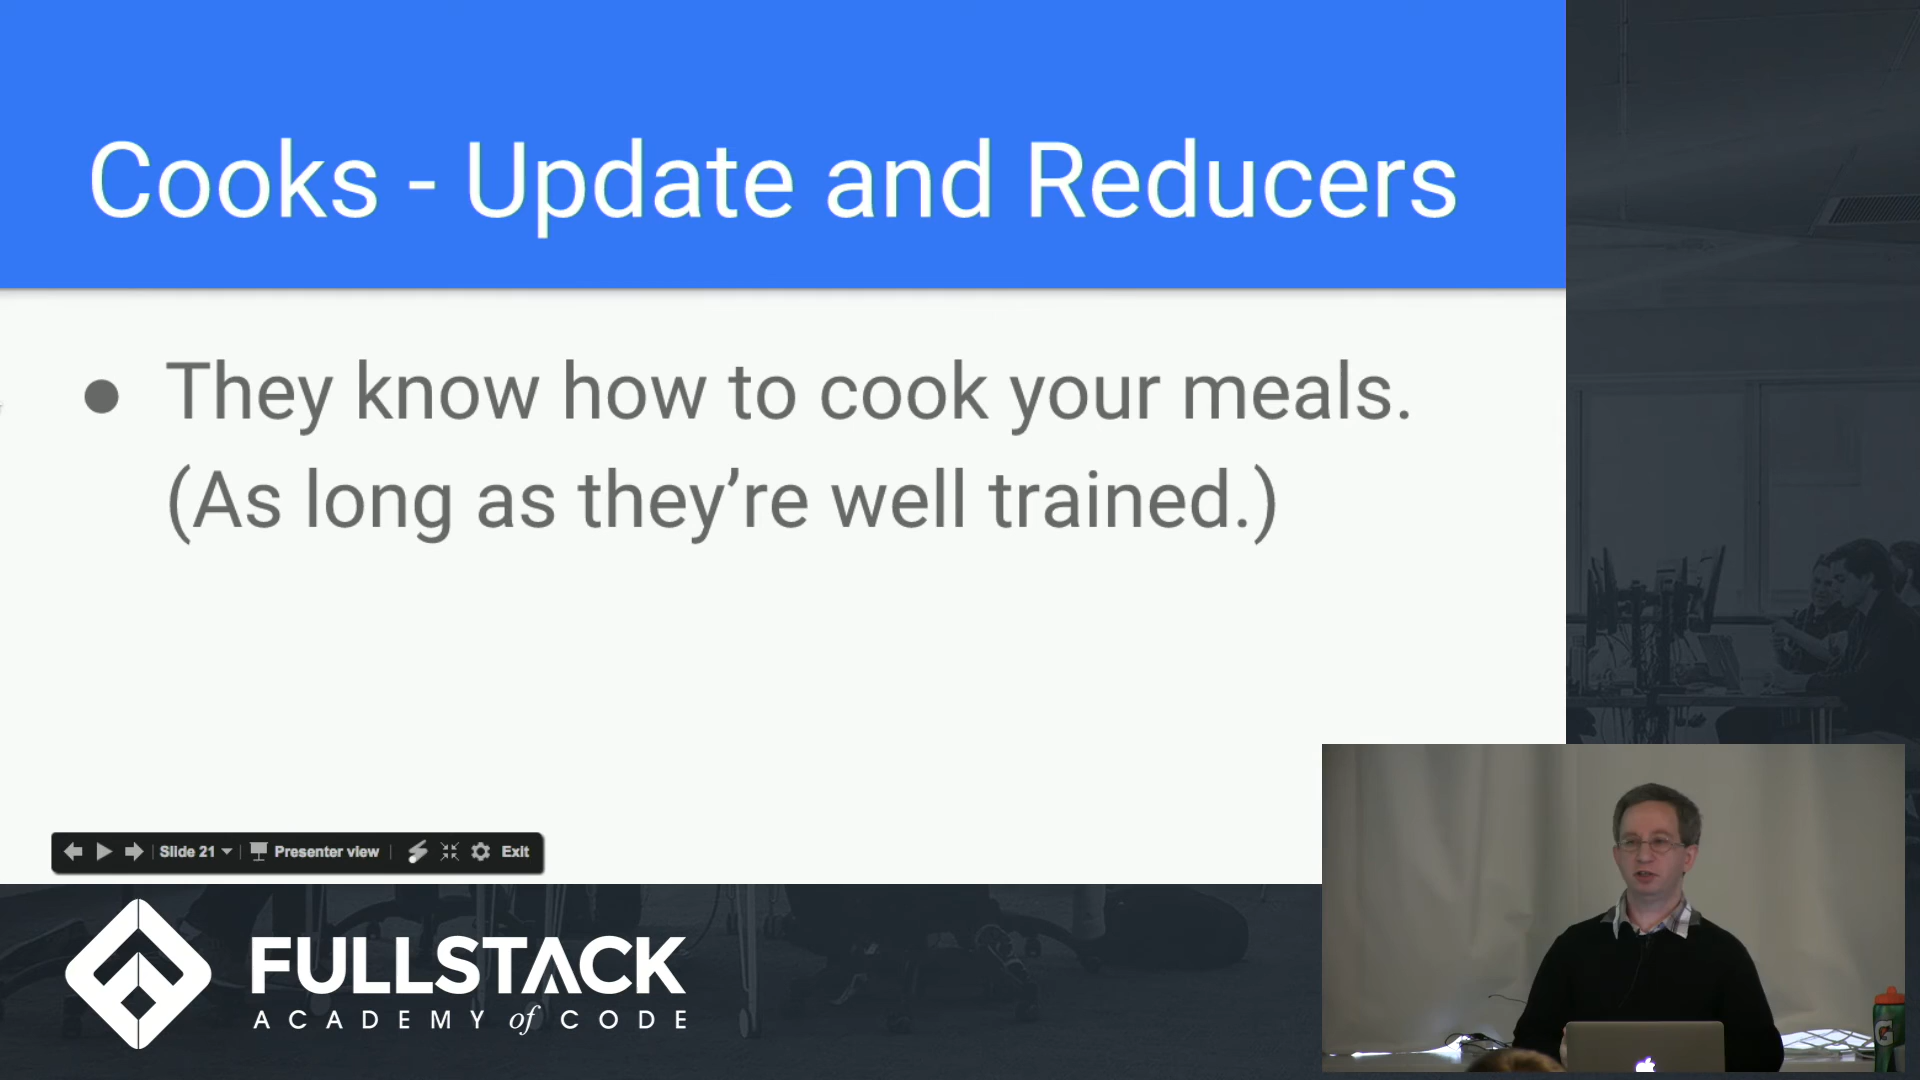 Cooks - Update and Reducers
They know how to cook your meals.
(As long as they're well trained.)
Slide 21
Presenter view
Exit
FULLSTACK
ACADEMY of CODE
G